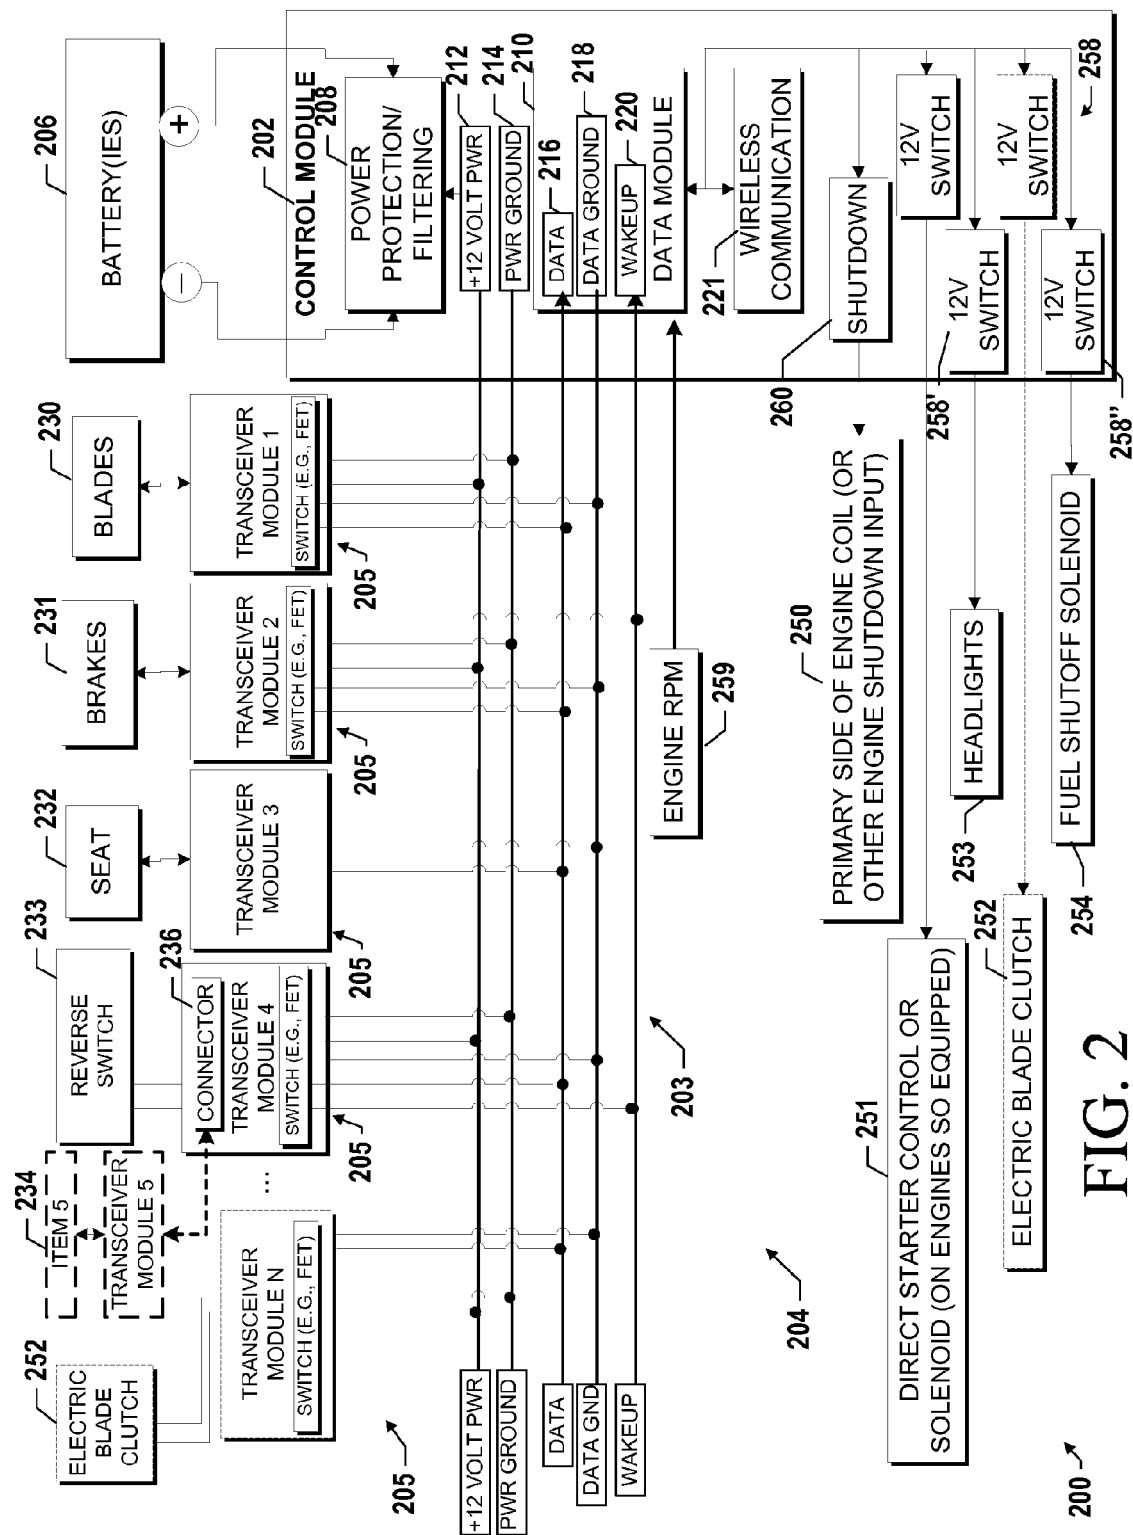 206
BATTERY(IES)
+
−
202
CONTROL MODULE
208
POWER
PROTECTION/
FILTERING
212
+12 VOLT PWR
214
PWR GROUND
210
216
DATA
218
DATA GROUND
220
WAKEUP
DATA MODULE
221
WIRELESS
COMMUNICATION
260
SHUTDOWN
12V
SWITCH
258'
12V
SWITCH
12V
SWITCH
258"
12V
SWITCH
258
230
BLADES
TRANSCEIVER
MODULE 1
SWITCH (E.G., FET)
205
231
BRAKES
TRANSCEIVER
MODULE 2
SWITCH (E.G., FET)
205
232
SEAT
TRANSCEIVER
MODULE 3
205
233
REVERSE
SWITCH
236
CONNECTOR
TRANSCEIVER
MODULE 4
SWITCH (E.G., FET)
205
234
ITEM 5
TRANSCEIVER
MODULE 5
...
252
ELECTRIC
BLADE
CLUTCH
TRANSCEIVER
MODULE N
SWITCH (E.G., FET)
205
+12 VOLT PWR
PWR GROUND
DATA
DATA GND
WAKEUP
203
ENGINE RPM
259
204
250
PRIMARY SIDE OF ENGINE COIL (OR
OTHER ENGINE SHUTDOWN INPUT)
251
DIRECT STARTER CONTROL OR
SOLENOID (ON ENGINES SO EQUIPPED)
253
HEADLIGHTS
252
ELECTRIC BLADE CLUTCH
254
FUEL SHUTOFF SOLENOID
200
FIG. 2